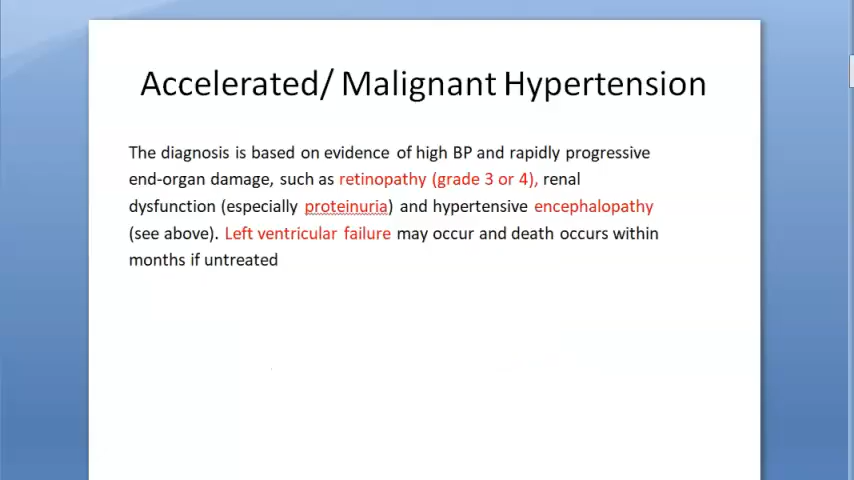 Accelerated/ Malignant Hypertension
The diagnosis is based on evidence of high BP and rapidly progressive
end-organ damage, such as retinopathy (grade 3 or 4), renal
dysfunction (especially proteinuria) and hypertensive encephalopathy
(see above). Left ventricular failure may occur and death occurs within
months if untreated